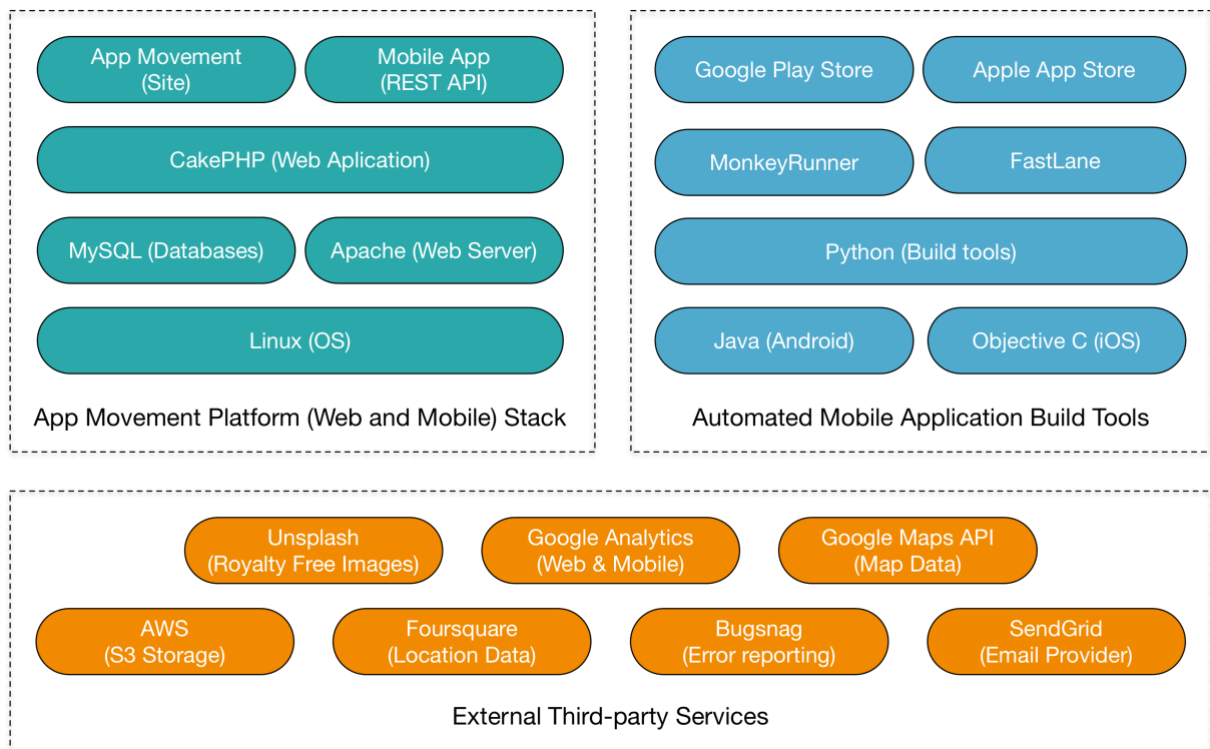 App Movement
(Site)
Mobile App
(REST API)
CakePHP (Web Aplication)
MySQL (Databases)
Apache (Web Server)
Linux (OS)
App Movement Platform (Web and Mobile) Stack
Google Play Store
Apple App Store
MonkeyRunner
FastLane
Python (Build tools)
Java (Android)
Objective C (iOS)
Automated Mobile Application Build Tools
Unsplash
(Royalty Free Images)
Google Analytics
(Web & Mobile)
Google Maps API
(Map Data)
AWS
(S3 Storage)
Foursquare
(Location Data)
Bugsnag
(Error reporting)
SendGrid
(Email Provider)
External Third-party Services